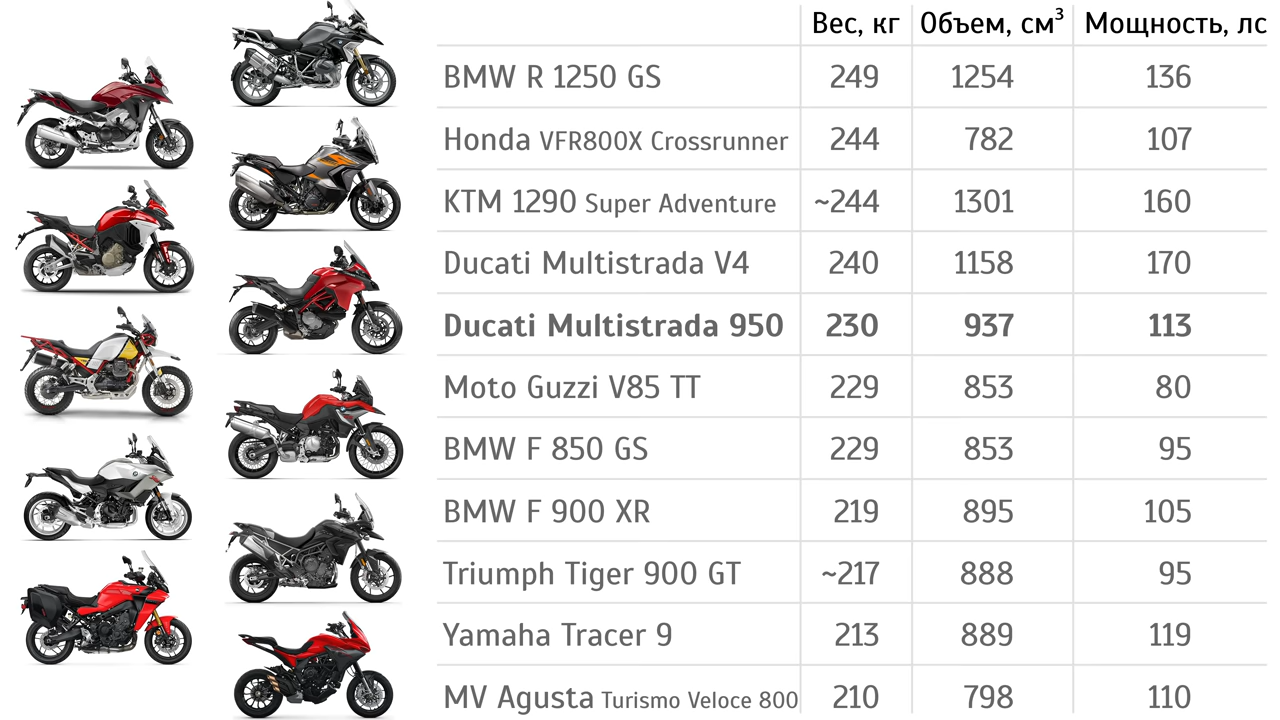 Вес, кг Объем, см³ Мощность, лс
BMW R 1250 GS 249 1254 136
Honda VFR800X Crossrunner 244 782 107
KTM 1290 Super Adventure ~244 1301 160
Ducati Multistrada V4 240 1158 170
Ducati Multistrada 950 230 937 113
Moto Guzzi V85 TT 229 853 80
BMW F 850 GS 229 853 95
BMW F 900 XR 219 895 105
Triumph Tiger 900 GT ~217 888 95
Yamaha Tracer 9 213 889 119
MV Agusta Turismo Veloce 800 210 798 110